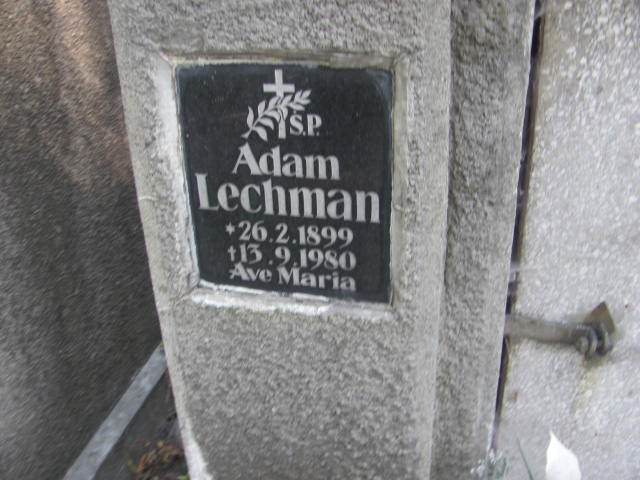 Ś.P.
Adam
Lechman
*26.2.1899
†13.9.1980
Ave Maria